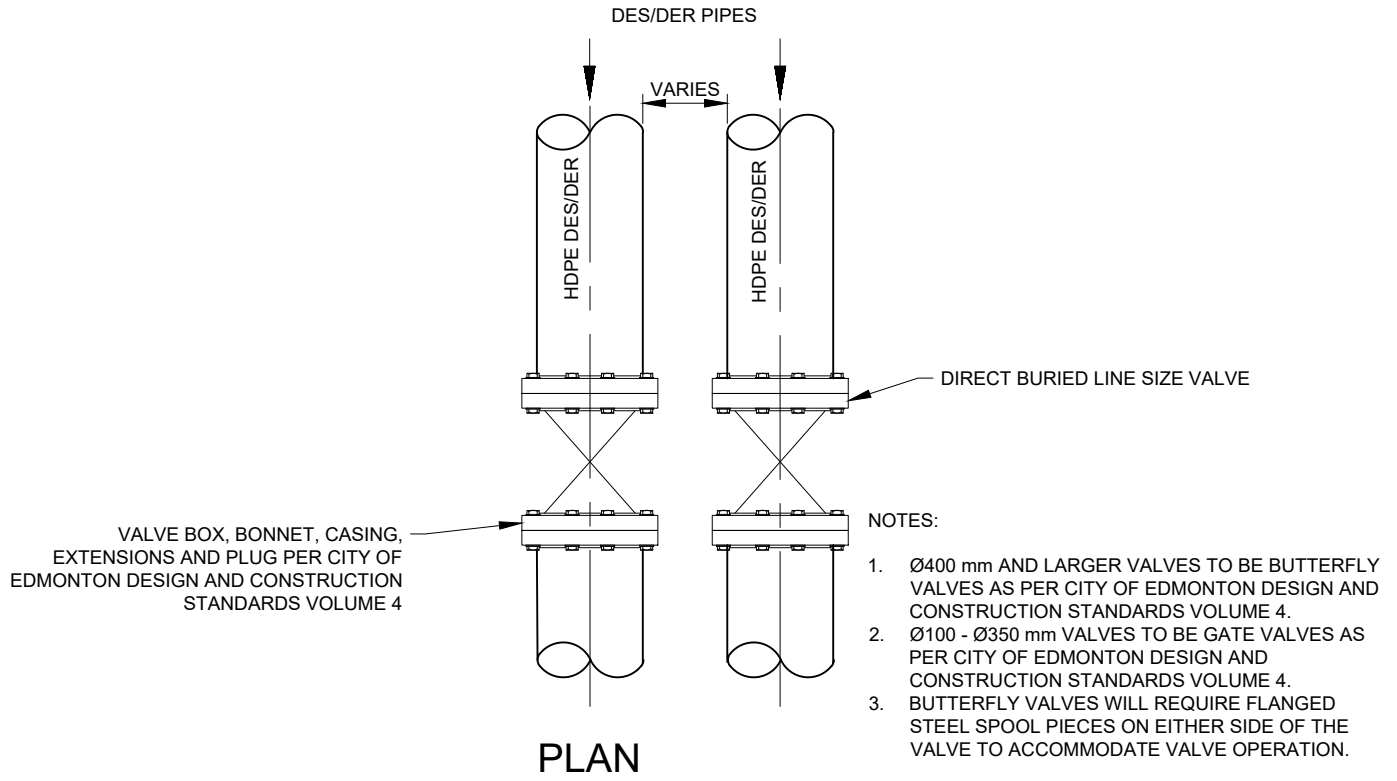 DES/DER PIPES
VARIES
HDPE DES/DER
HDPE DES/DER
DIRECT BURIED LINE SIZE VALVE
VALVE BOX, BONNET, CASING,
EXTENSIONS AND PLUG PER CITY OF
EDMONTON DESIGN AND CONSTRUCTION
STANDARDS VOLUME 4
NOTES:
1. Ø400 mm AND LARGER VALVES TO BE BUTTERFLY
VALVES AS PER CITY OF EDMONTON DESIGN AND
CONSTRUCTION STANDARDS VOLUME 4.
2. Ø100 - Ø350 mm VALVES TO BE GATE VALVES AS
PER CITY OF EDMONTON DESIGN AND
CONSTRUCTION STANDARDS VOLUME 4.
3. BUTTERFLY VALVES WILL REQUIRE FLANGED
STEEL SPOOL PIECES ON EITHER SIDE OF THE
VALVE TO ACCOMMODATE VALVE OPERATION.
PLAN